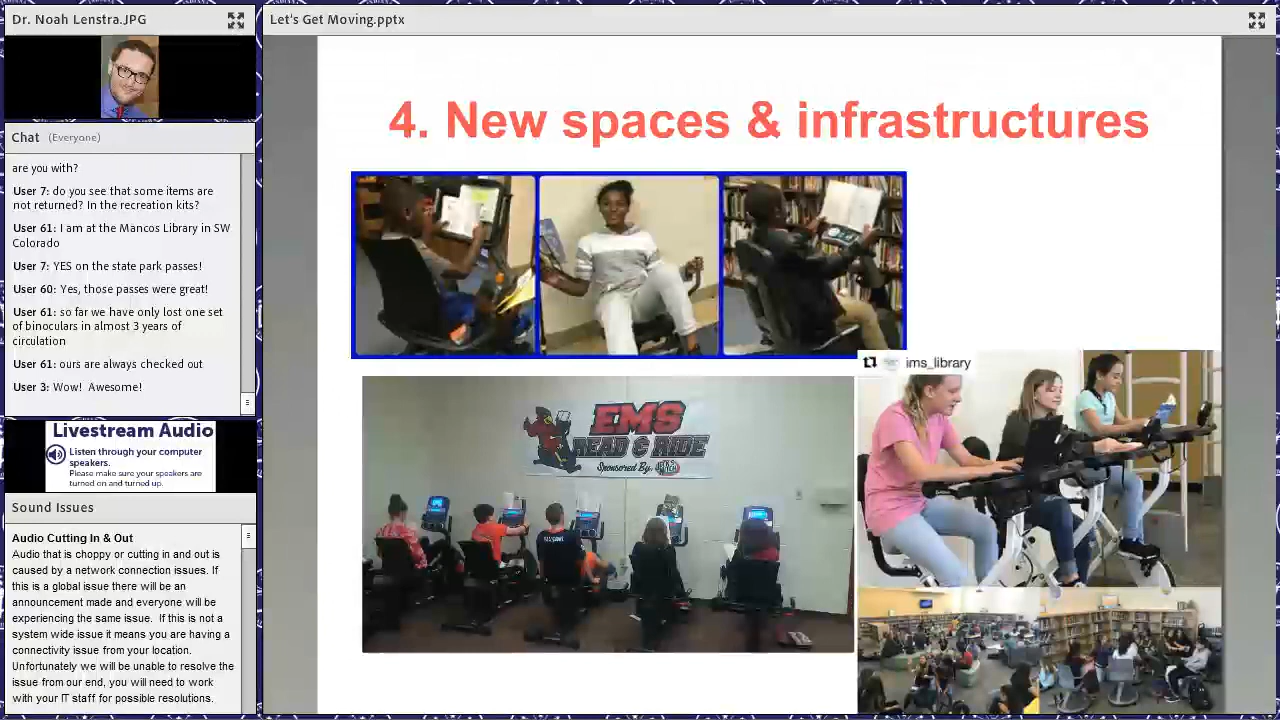 Dr. Noah Lenstra.JPG
Let's Get Moving.pptx
Chat (Everyone)
are you with?
User 7: do you see that some items are
not returned? In the recreation kits?
User 61: I am at the Mancos Library in SW
Colorado
User 7: YES on the state park passes!
User 60: Yes, those passes were great!
User 61: so far we have only lost one set
of binoculars in almost 3 years of
circulation
User 61: ours are always checked out
User 3: Wow!  Awesome!
Livestream Audio
Listen through your computer
speakers.
Please make sure your speakers are
turned on and turned up.
Sound Issues
Audio Cutting In & Out
Audio that is choppy or cutting in and out is
caused by a network connection issues. If
this is a global issue there will be an
announcement made and everyone will be
experiencing the same issue.  If this is not a
system wide issue it means you are having a
connectivity issue from your location.
Unfortunately we will be unable to resolve the
issue from our end, you will need to work
with your IT staff for possible resolutions.
4. New spaces & infrastructures
ims_library
EMS
READ & RIDE
Sponsored By: